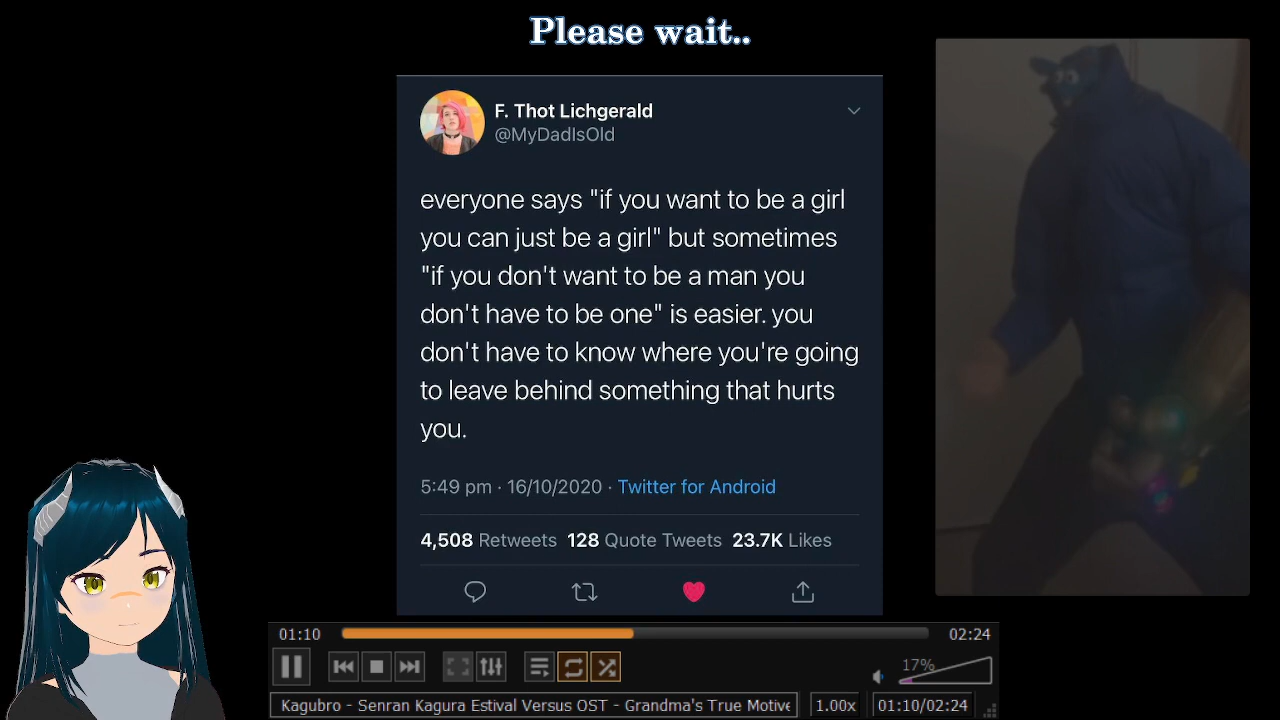 Please wait..
F. Thot Lichgerald
@MyDadIsOld
everyone says "if you want to be a girl
you can just be a girl" but sometimes
"if you don't want to be a man you
don't have to be one" is easier. you
don't have to know where you're going
to leave behind something that hurts
you.
5:49 pm · 16/10/2020 · Twitter for Android
4,508 Retweets 128 Quote Tweets 23.7K Likes
01:10 02:24
17%
Kagubro - Senran Kagura Estival Versus OST - Grandma's True Motive 1.00x 01:10/02:24